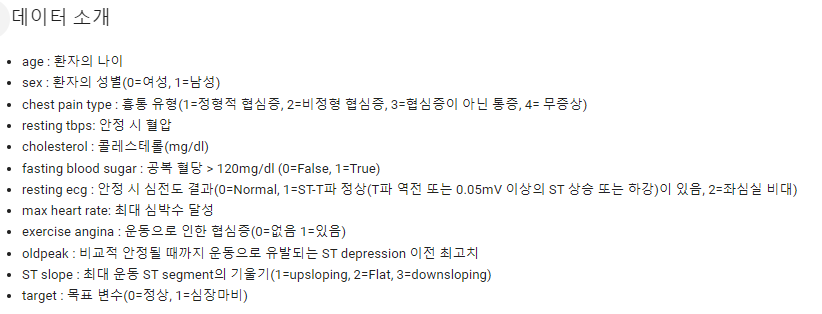 데이터 소개
age : 환자의 나이
sex : 환자의 성별(0=여성, 1=남성)
chest pain type : 흉통 유형(1=정형적 협심증, 2=비정형 협심증, 3=협심증이 아닌 통증, 4= 무증상)
resting tbps: 안정 시 혈압
cholesterol : 콜레스테롤(mg/dl)
fasting blood sugar : 공복 혈당 > 120mg/dl (0=False, 1=True)
resting ecg : 안정 시 심전도 결과(0=Normal, 1=ST-T파 정상(T파 역전 또는 0.05mV 이상의 ST 상승 또는 하강)이 있음, 2=좌심실 비대)
max heart rate: 최대 심박수 달성
exercise angina : 운동으로 인한 협심증(0=없음 1=있음)
oldpeak : 비교적 안정될 때까지 운동으로 유발되는 ST depression 이전 최고치
ST slope : 최대 운동 ST segment의 기울기(1=upsloping, 2=Flat, 3=downsloping)
target : 목표 변수(0=정상, 1=심장마비)